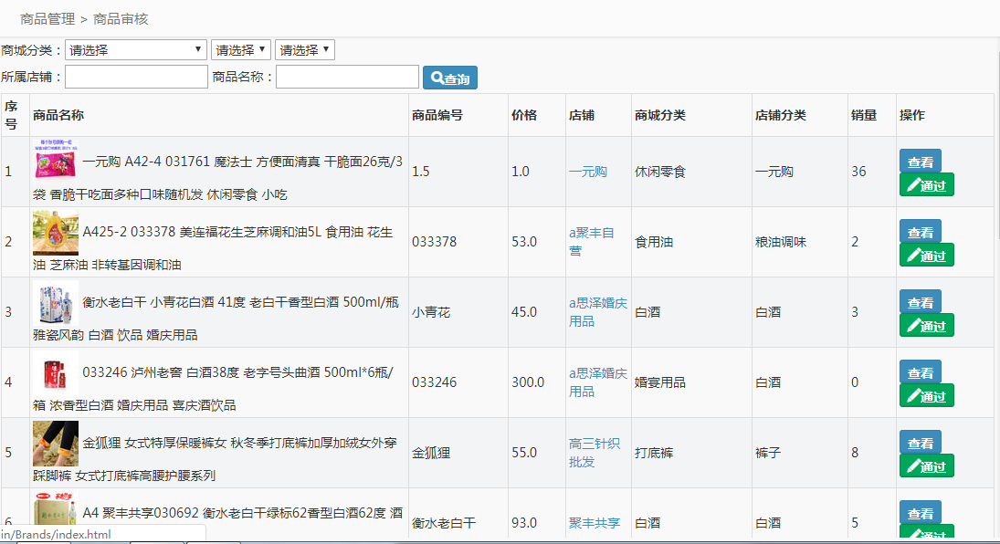 商品管理 > 商品审核
商城分类： 请选择 请选择 请选择
所属店铺： 商品名称： 查询
序号 商品名称 商品编号 价格 店铺 商城分类 店铺分类 销量 操作
1 一元购 A42-4 031761 魔法士 方便面清真 干脆面26克/3 1.5 1.0 一元购 休闲零食 一元购 36 查看
袋 香脆干吃面多种口味随机发 休闲零食 小吃 通过
2 A425-2 033378 美连福花生芝麻调和油5L 食用油 花生 033378 53.0 a聚丰自 食用油 粮油调味 2 查看
油 芝麻油 非转基因调和油 营 通过
3 衡水老白干 小青花白酒 41度 老白干香型白酒 500ml/瓶 小青花 45.0 a思泽婚庆 白酒 白酒 3 查看
雅瓷风韵 白酒 饮品 婚庆用品 用品 通过
4 033246 泸州老窖 白酒38度 老字号头曲酒 500ml*6瓶/ 033246 300.0 a思泽婚庆 婚宴用品 白酒 0 查看
箱 浓香型白酒 婚庆用品 喜庆酒饮品 用品 通过
5 金狐狸 女式特厚保暖裤女 秋冬季打底裤加厚加绒女外穿 金狐狸 55.0 高三针织 打底裤 裤子 8 查看
踩脚裤 女式打底裤高腰护腰系列 批发 通过
6 A4 聚丰共享030692 衡水老白干绿标62香型白酒62度 酒 衡水老白干 93.0 聚丰共享 白酒 白酒 5 查看
通过
in/Brands/index.html